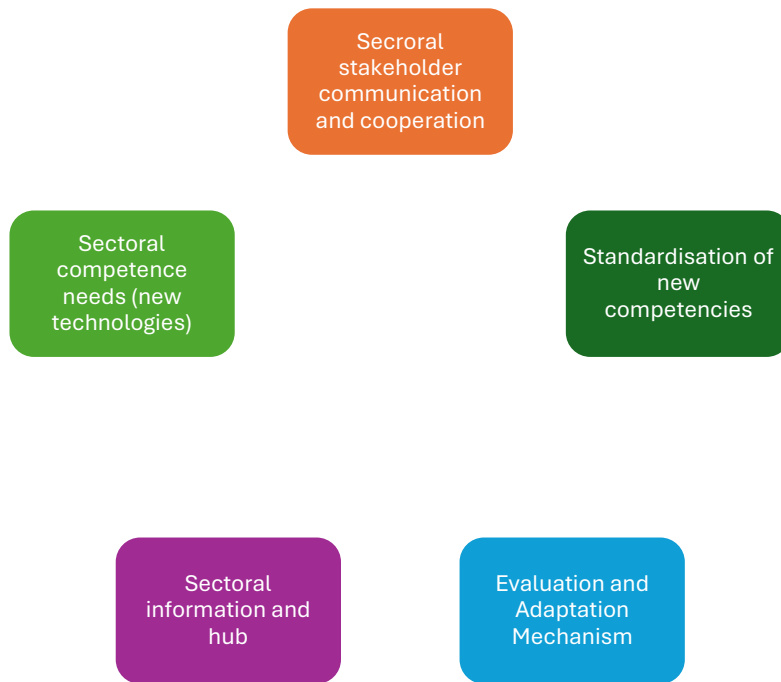 Secroral
stakeholder
communication
and cooperation
Sectoral
competence
needs (new
technologies)
Standardisation of
new
competencies
Sectoral
information and
hub
Evaluation and
Adaptation
Mechanism